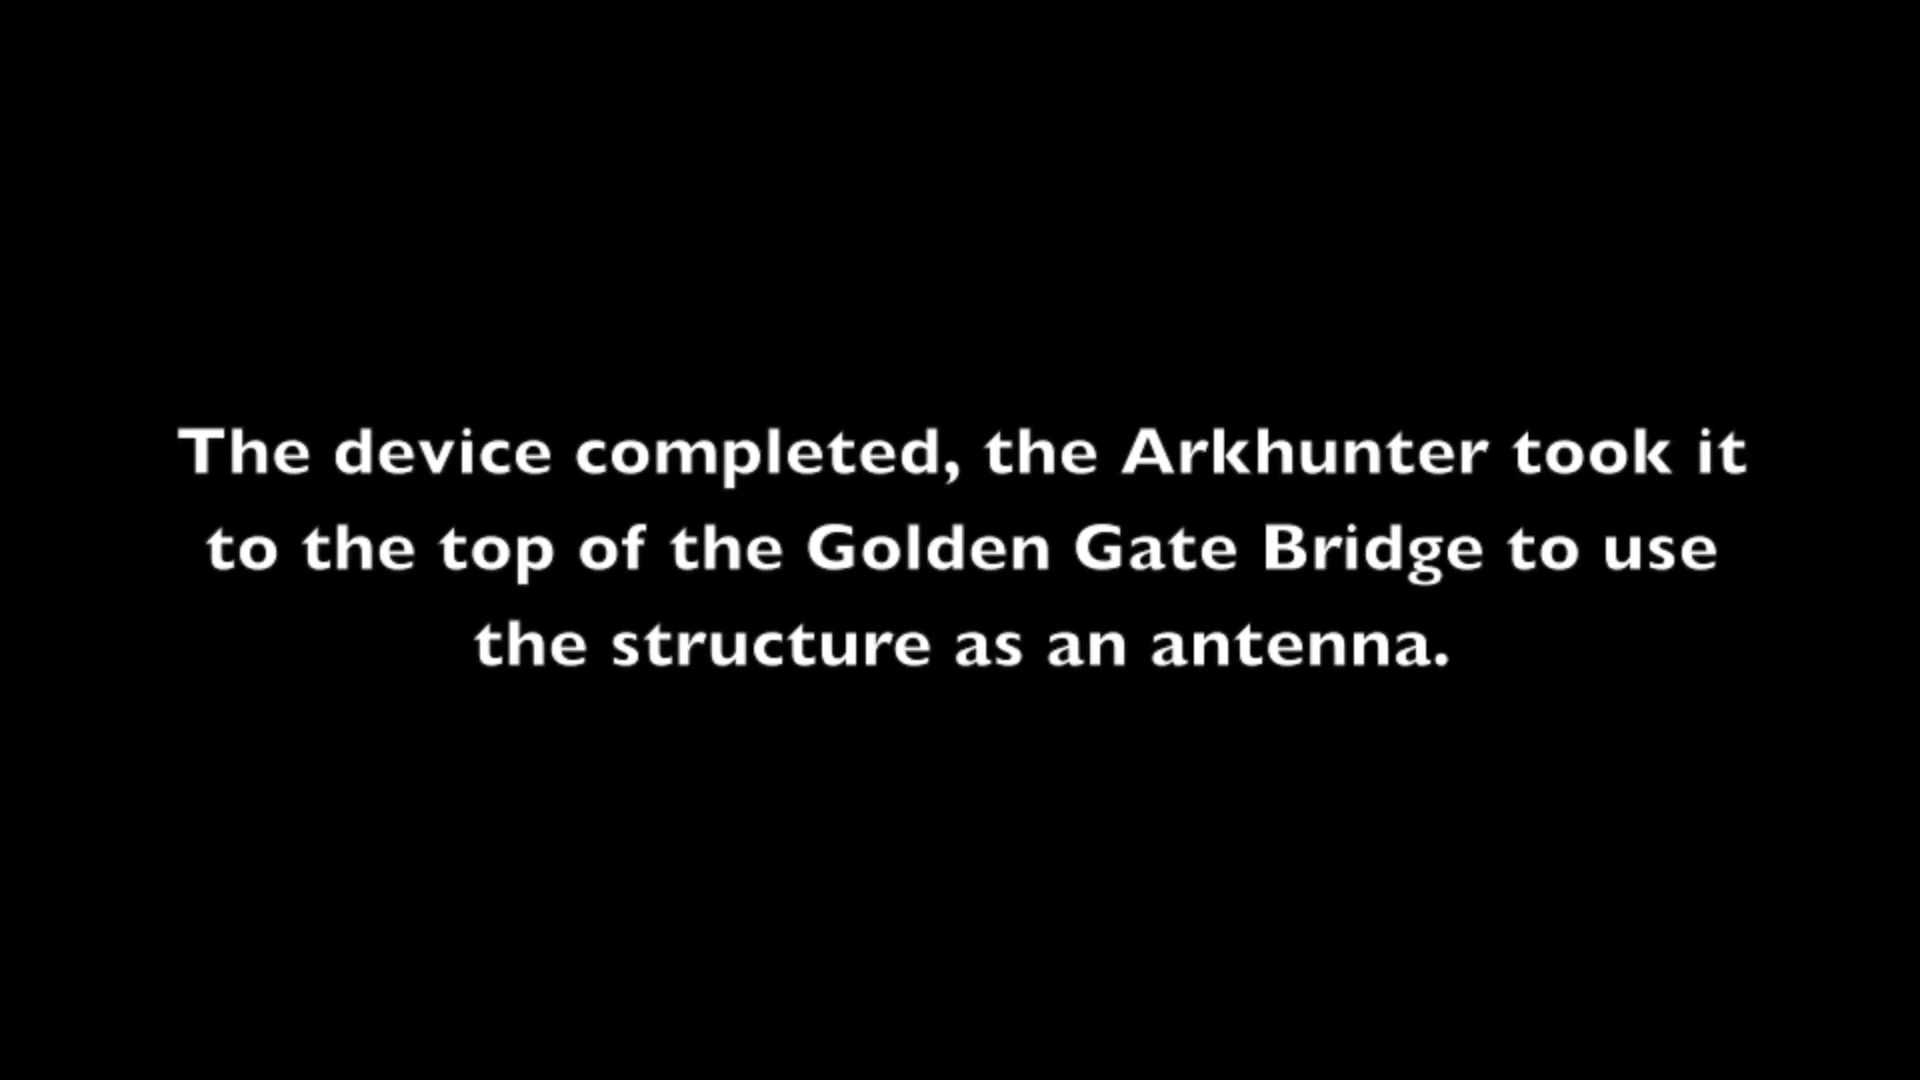 The device completed, the Arkhunter took it
to the top of the Golden Gate Bridge to use
the structure as an antenna.